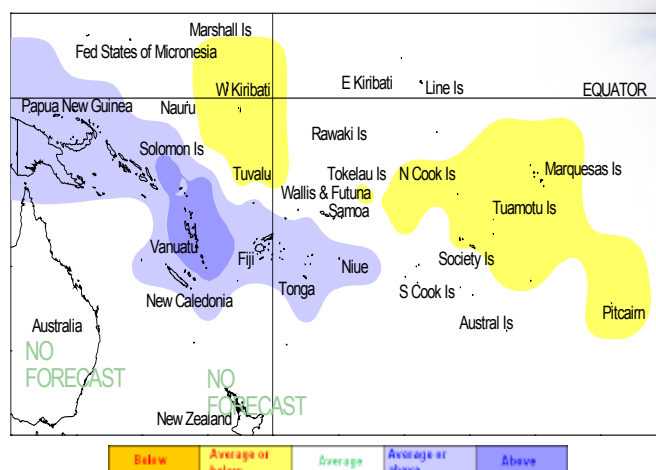 Marshall Is
Fed States of Micronesia
W Kiribati
E Kiribati
Line Is
EQUATOR
Papua New Guinea
Nauru
Rawaki Is
Solomon Is
Tuvalu
Tokelau Is
N Cook Is
Marquesas Is
Wallis & Futuna
Samoa
Tuamotu Is
Vanuatu
Fiji
Niue
Society Is
Tonga
S Cook Is
New Caledonia
Pitcairn
Australia
Austral Is
NO
FORECAST
NO
FORECAST
New Zealand
Below
Average or
below
Average
Average or
above
Above